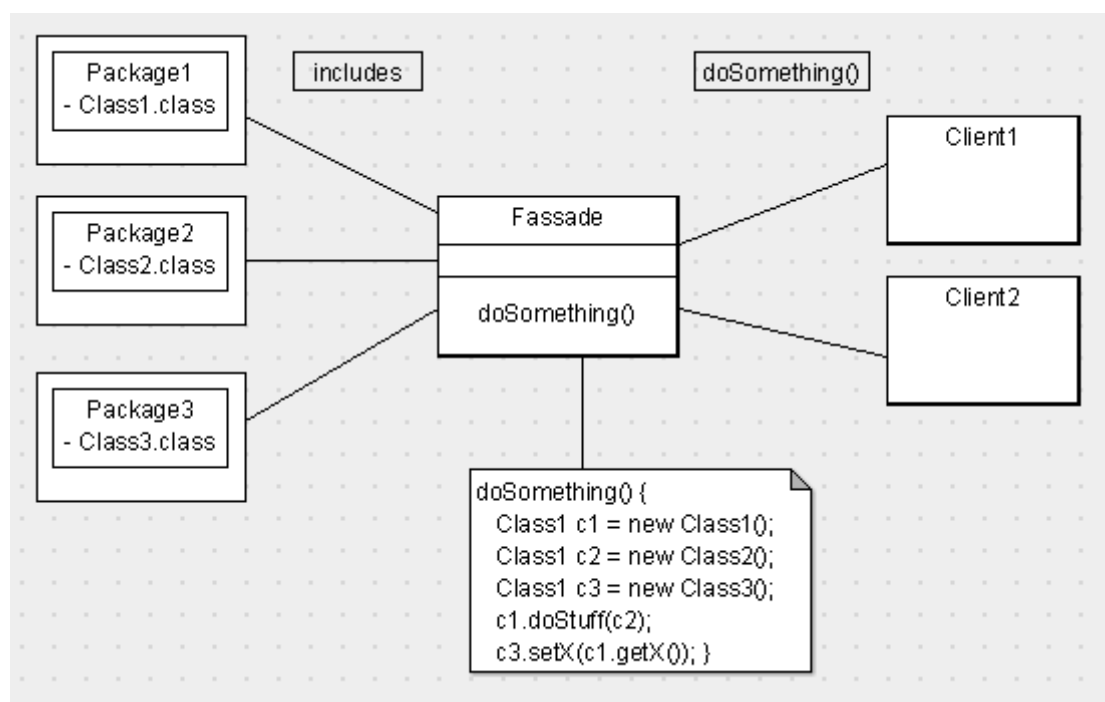 Package1
- Class1.class
includes
doSomething()
Client1
Package2
- Class2.class
Fassade
doSomething()
Client2
Package3
- Class3.class
doSomething() {
Class1 c1 = new Class1();
Class1 c2 = new Class2();
Class1 c3 = new Class3();
c1.doStuff(c2);
c3.setX(c1.getX()); }